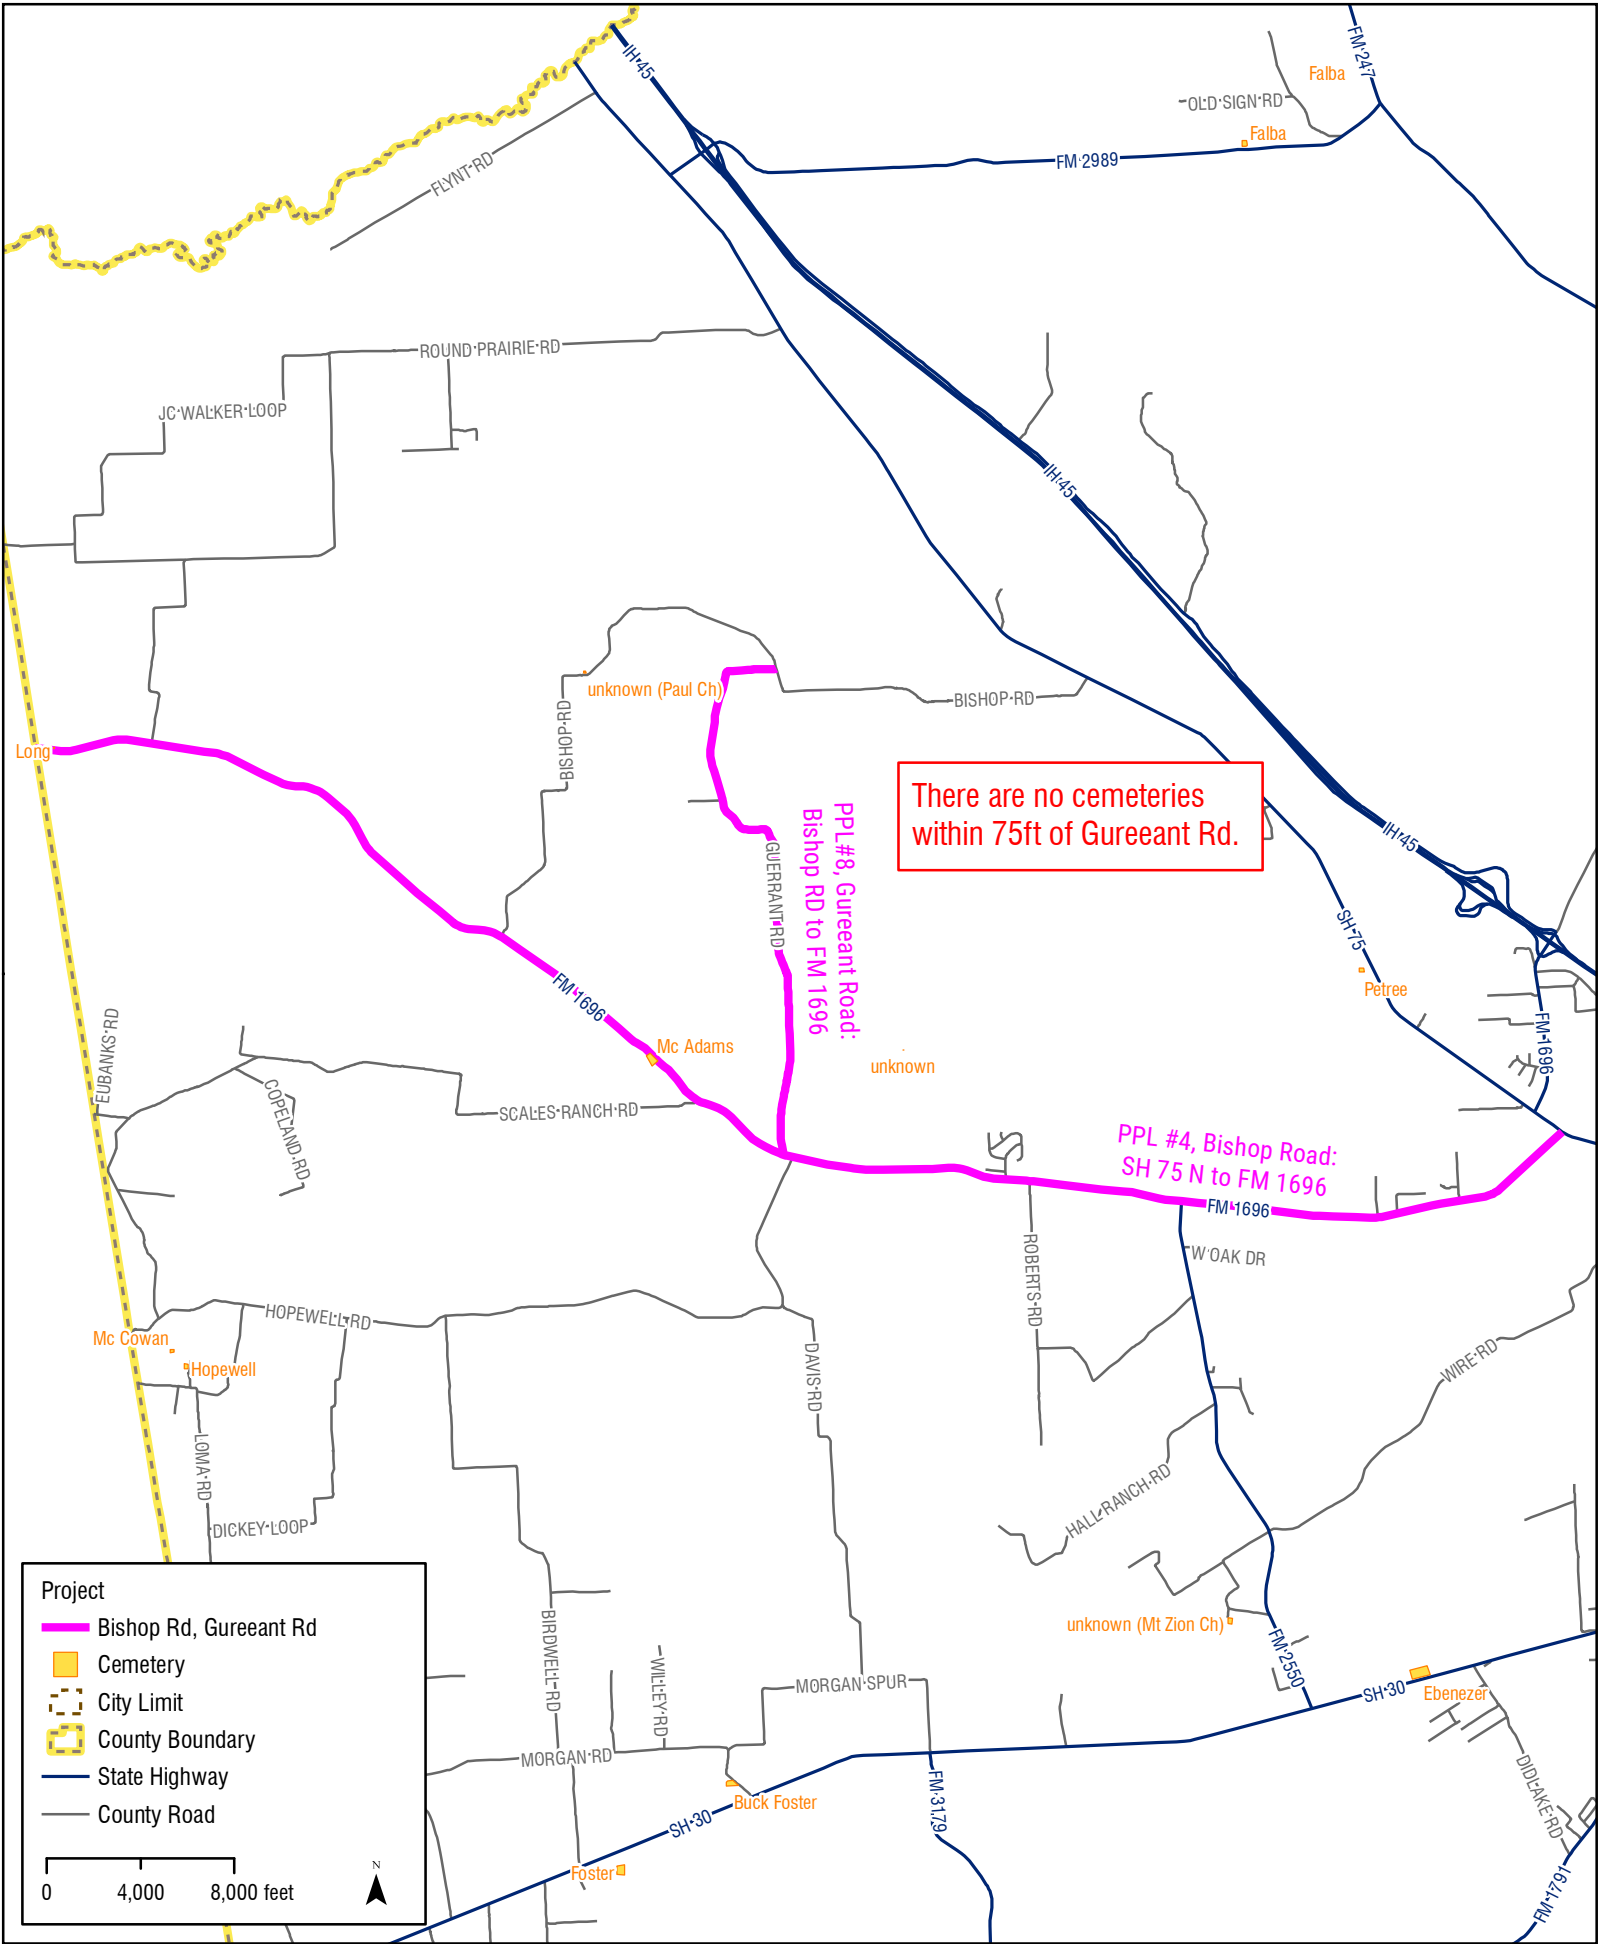 IH-45
FM 247
Falba
OLD SIGN RD
Falba
FM 2989
FLYNT RD
ROUND PRAIRIE RD
JC WALKER LOOP
IH-45
unknown (Paul Ch)
BISHOP RD
BISHOP RD
Long
There are no cemeteries
within 75ft of Gureeant Rd.
PPL#8, Gureeant Road:
Bishop RD to FM 1696
GUERRANT RD
IH-45
SH-75
Petree
FM 1696
FM-1696
Mc Adams
unknown
EUBANKS RD
COPELAND RD
SCALES RANCH RD
PPL #4, Bishop Road:
SH 75 N to FM 1696
FM 1696
W OAK DR
ROBERTS RD
HOPEWELL RD
Mc Cowan
Hopewell
DAVIS RD
WIRE RD
LOMA RD
HALL RANCH RD
DICKEY LOOP
unknown (Mt Zion Ch)
BIRDWELL RD
WILLEY RD
MORGAN SPUR
FM 2550
SH-30
Ebenezer
MORGAN RD
Buck Foster
SH-30
FM 3179
DIDLAKE RD
Foster
FM-1791
Project
Bishop Rd, Gureeant Rd
Cemetery
City Limit
County Boundary
State Highway
County Road
N
0 4,000 8,000 feet